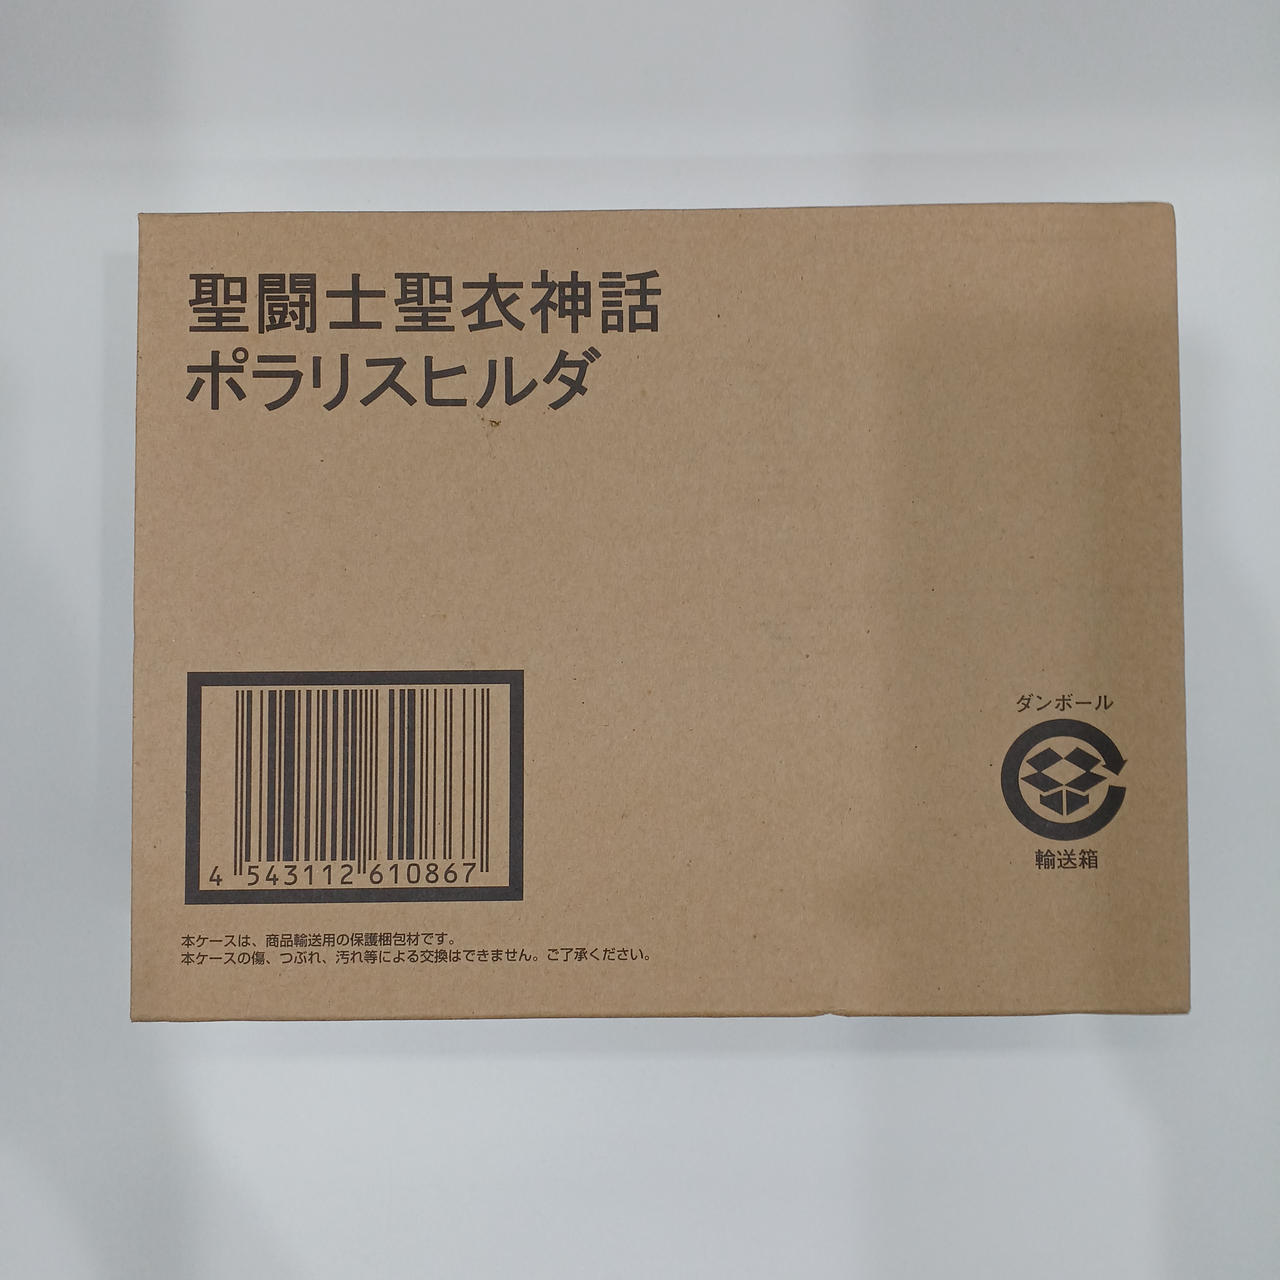 聖闘士聖衣神話
ポラリスヒルダ
4 543112 610867
本ケースは、商品輸送用の保護梱包材です。
本ケースの傷、つぶれ、汚れ等による交換はできません。ご了承ください。
ダンボール
輸送箱